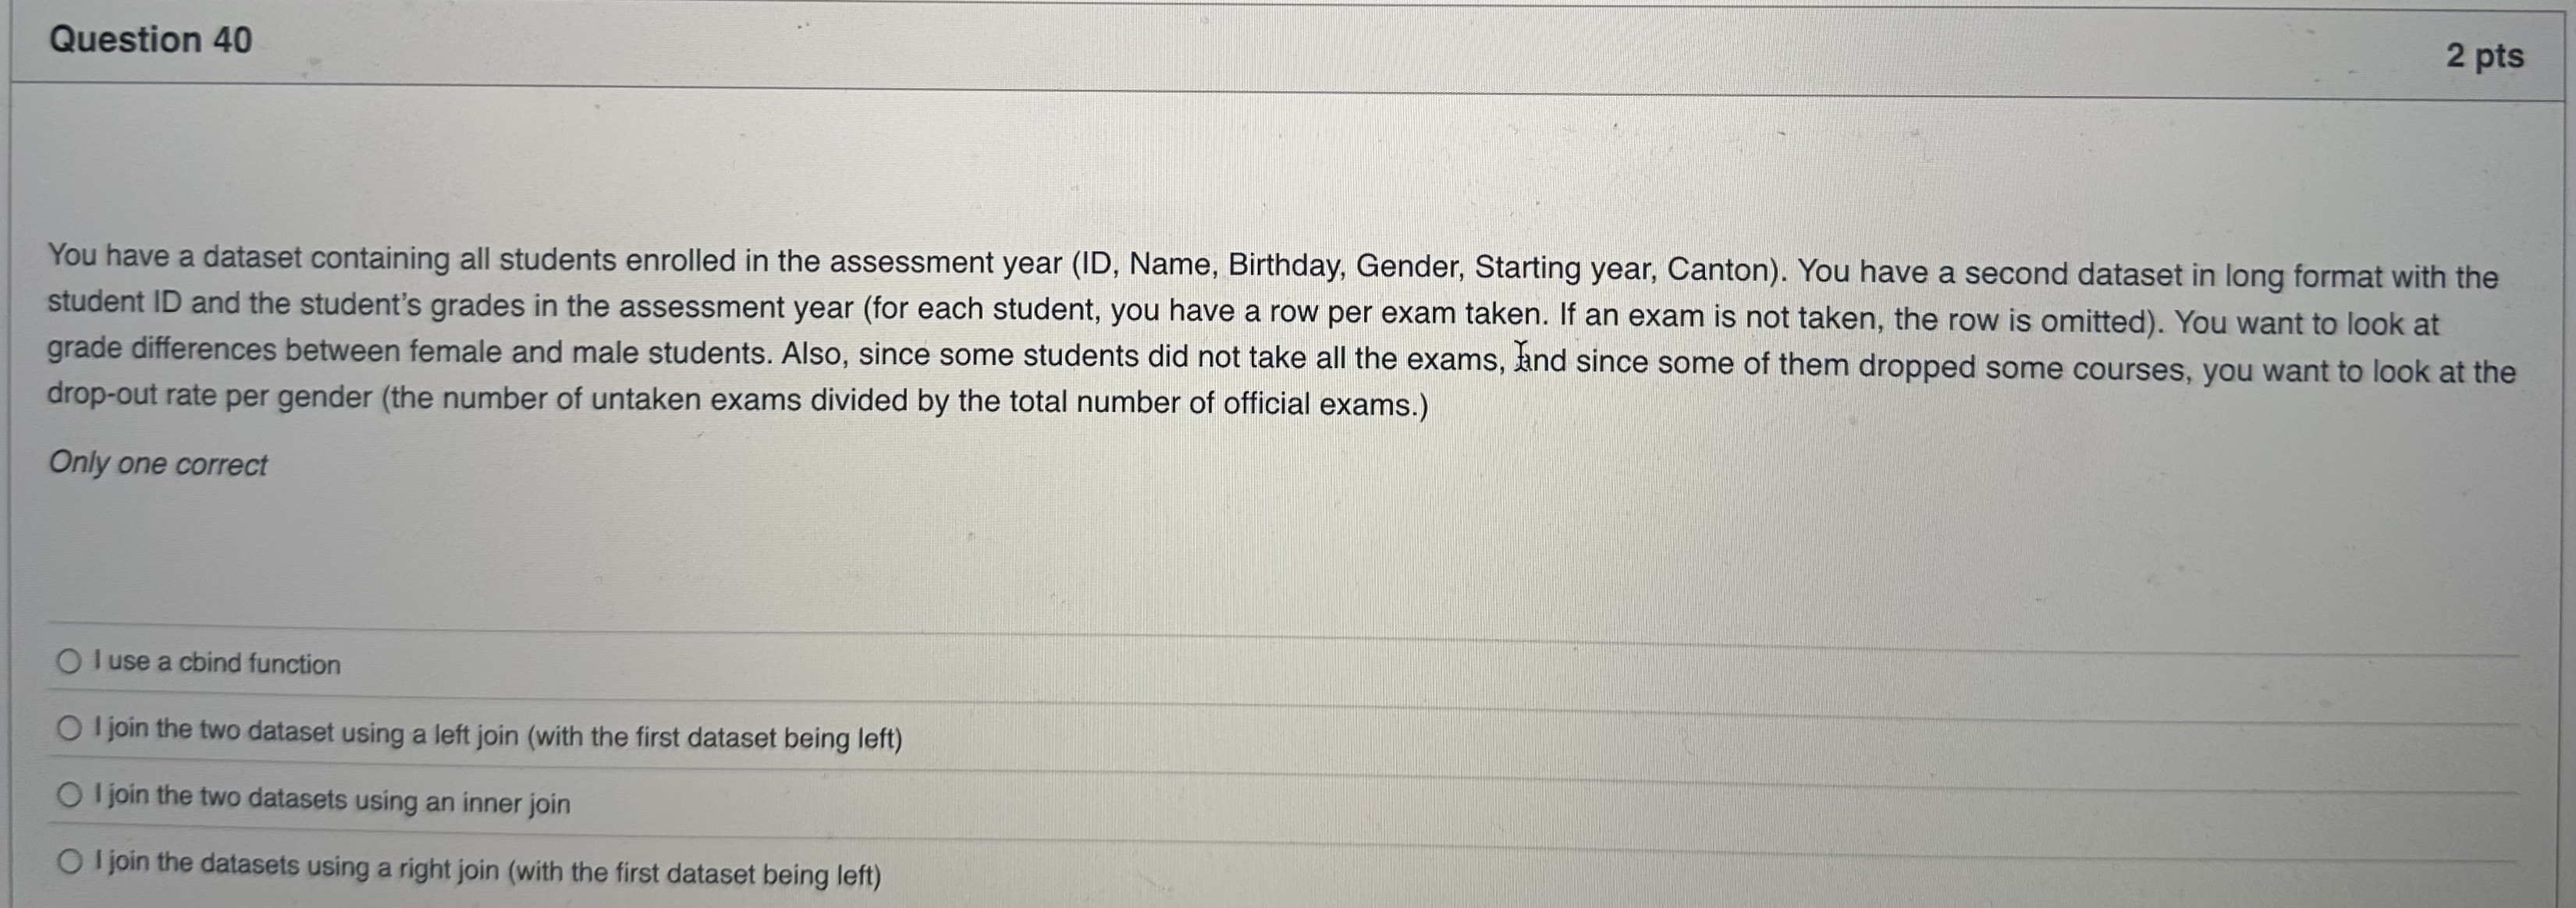 Question 40
2 pts
You have a dataset containing all students enrolled in the assessment year (ID, Name, Birthday, Gender, Starting year, Canton). You have a second dataset in long format with the
student ID and the student's grades in the assessment year (for each student, you have a row per exam taken. If an exam is not taken, the row is omitted). You want to look at
grade differences between female and male students. Also, since some students did not take all the exams, and since some of them dropped some courses, you want to look at the
drop-out rate per gender (the number of untaken exams divided by the total number of official exams.)
Only one correct
I use a cbind function
I join the two dataset using a left join (with the first dataset being left)
I join the two datasets using an inner join
I join the datasets using a right join (with the first dataset being left)